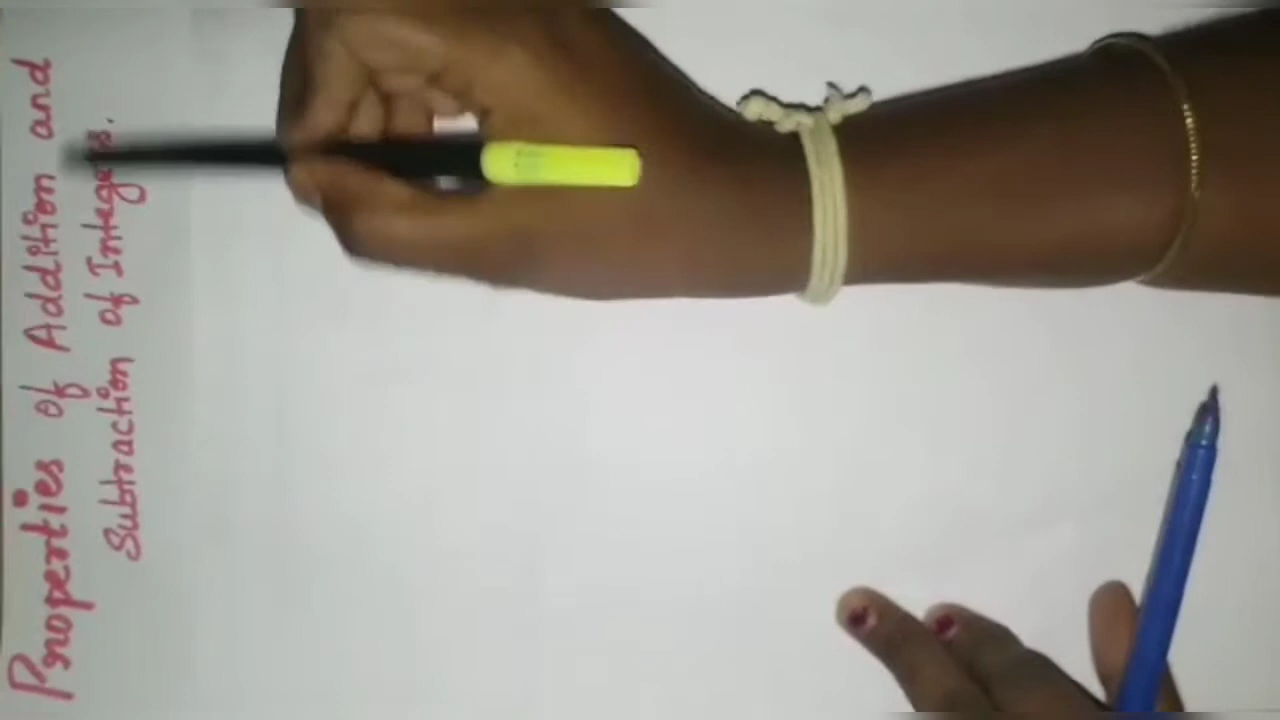 Properties of Addition and
Subtraction of Integers.